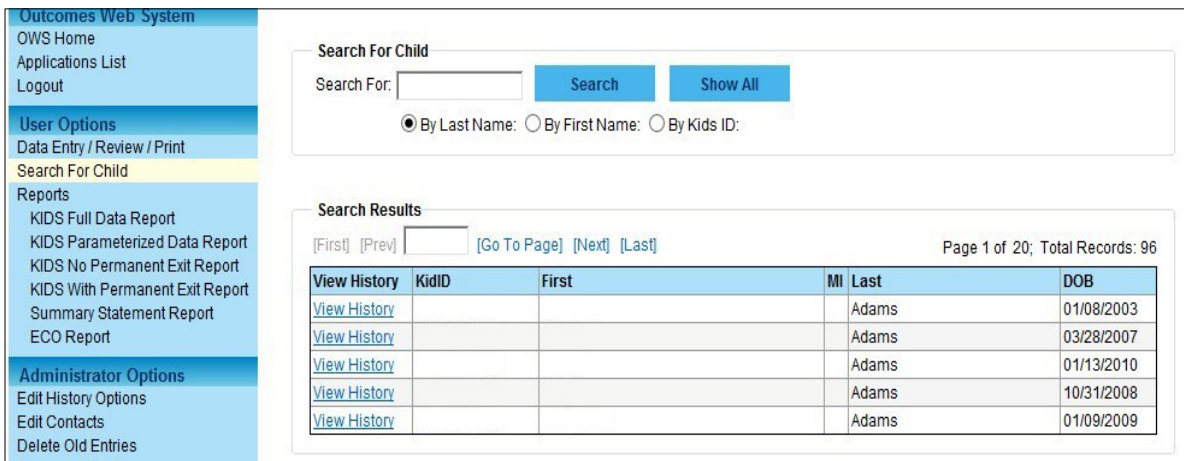 Outcomes Web System
OWS Home
Applications List
Logout
User Options
Data Entry / Review / Print
Search For Child
Reports
KIDS Full Data Report
KIDS Parameterized Data Report
KIDS No Permanent Exit Report
KIDS With Permanent Exit Report
Summary Statement Report
ECO Report
Administrator Options
Edit History Options
Edit Contacts
Delete Old Entries
Search For Child
Search For: Search Show All
By Last Name: By First Name: By Kids ID:
Search Results
[First] [Prev] [Go To Page] [Next] [Last] Page 1 of 20; Total Records: 96
View History KidID First MI Last DOB
View History Adams 01/08/2003
View History Adams 03/28/2007
View History Adams 01/13/2010
View History Adams 10/31/2008
View History Adams 01/09/2009